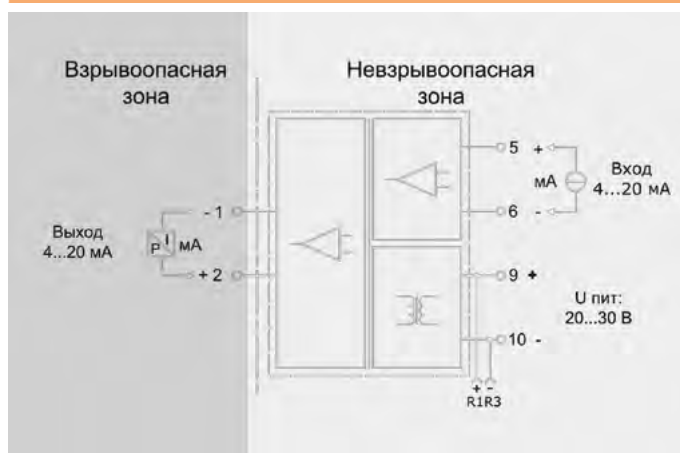 Взрывоопасная
зона
Невзрывоопасная
зона
5 +
мА
Вход
4...20 мА
6 -
- 1
Выход
4...20 мА
P I мА
+ 2
9 +
U пит:
20...30 В
10 -
+ -
R1R3